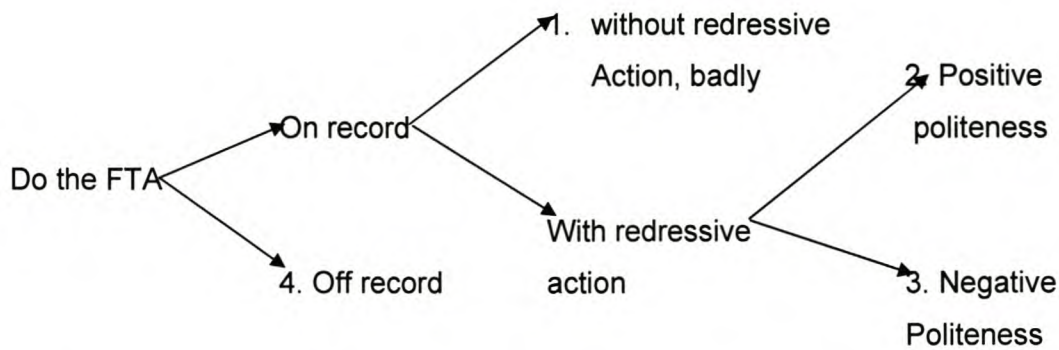 1. without redressive
Action, badly
2. Positive
politeness
On record
Do the FTA
With redressive
action
4. Off record
3. Negative
Politeness